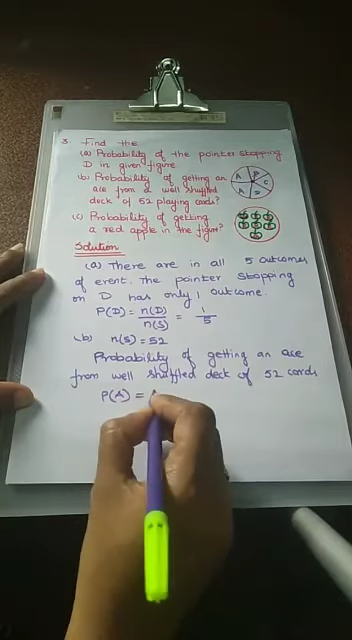 3. Find the
(a) Probability of the pointer stopping
D in given figure
(b) Probability of getting an
ace from a well shuffled
deck of 52 playing cards?
(c) Probability of getting
a red apple in the figure?
A B
C
A D
Solution
(a) There are in all 5 outcomes
of event. The pointer stopping
on D has only 1 outcome.
P(D) = n(D)/n(S) = 1/5
(b) n(S) = 52
Probability of getting an ace
from well shuffled deck of 52 cards
P(A) =